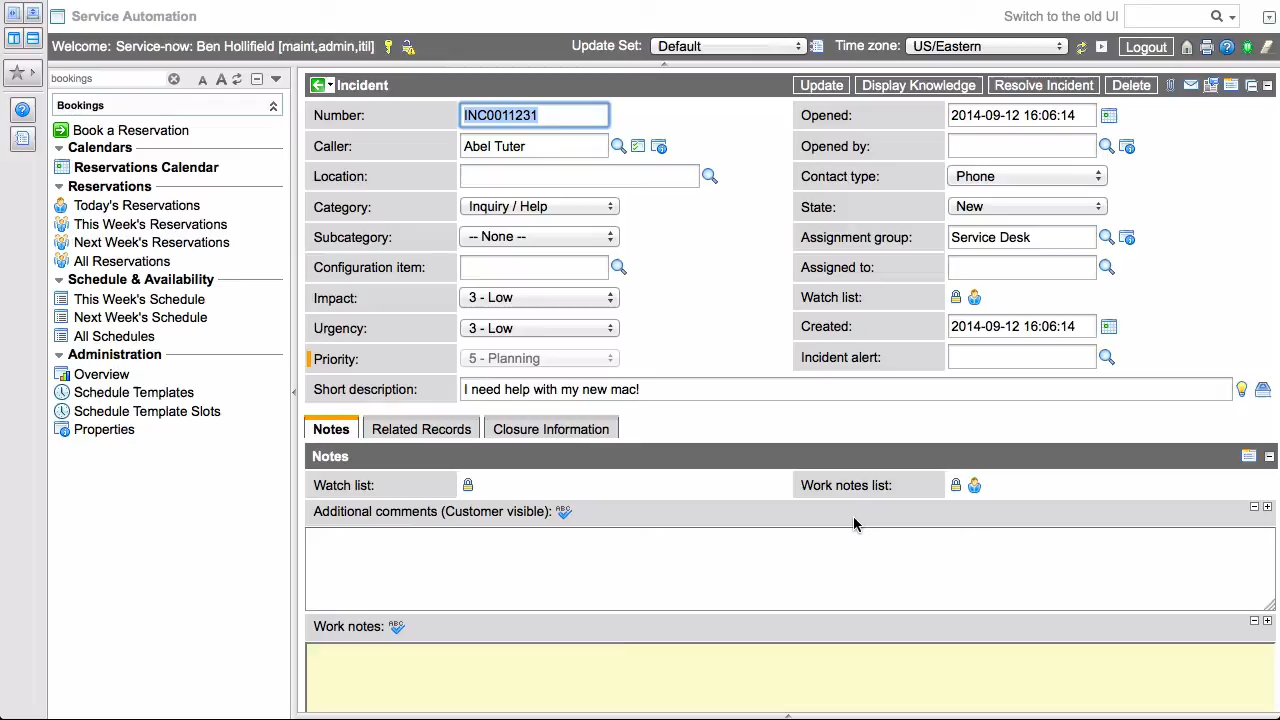 Service Automation
Switch to the old UI
Welcome: Service-now: Ben Hollifield [maint,admin,itil]
Update Set: Default
Time zone: US/Eastern
Logout
bookings
A A
Bookings
Book a Reservation
Calendars
Reservations Calendar
Reservations
Today's Reservations
This Week's Reservations
Next Week's Reservations
All Reservations
Schedule & Availability
This Week's Schedule
Next Week's Schedule
All Schedules
Administration
Overview
Schedule Templates
Schedule Template Slots
Properties
Incident
Update Display Knowledge Resolve Incident Delete
Number: INC0011231
Caller: Abel Tuter
Location:
Category: Inquiry / Help
Subcategory: -- None --
Configuration item:
Impact: 3 - Low
Urgency: 3 - Low
Priority: 5 - Planning
Opened: 2014-09-12 16:06:14
Opened by:
Contact type: Phone
State: New
Assignment group: Service Desk
Assigned to:
Watch list:
Created: 2014-09-12 16:06:14
Incident alert:
Short description: I need help with my new mac!
Notes Related Records Closure Information
Notes
Watch list:
Work notes list:
Additional comments (Customer visible): ABC
Work notes: ABC